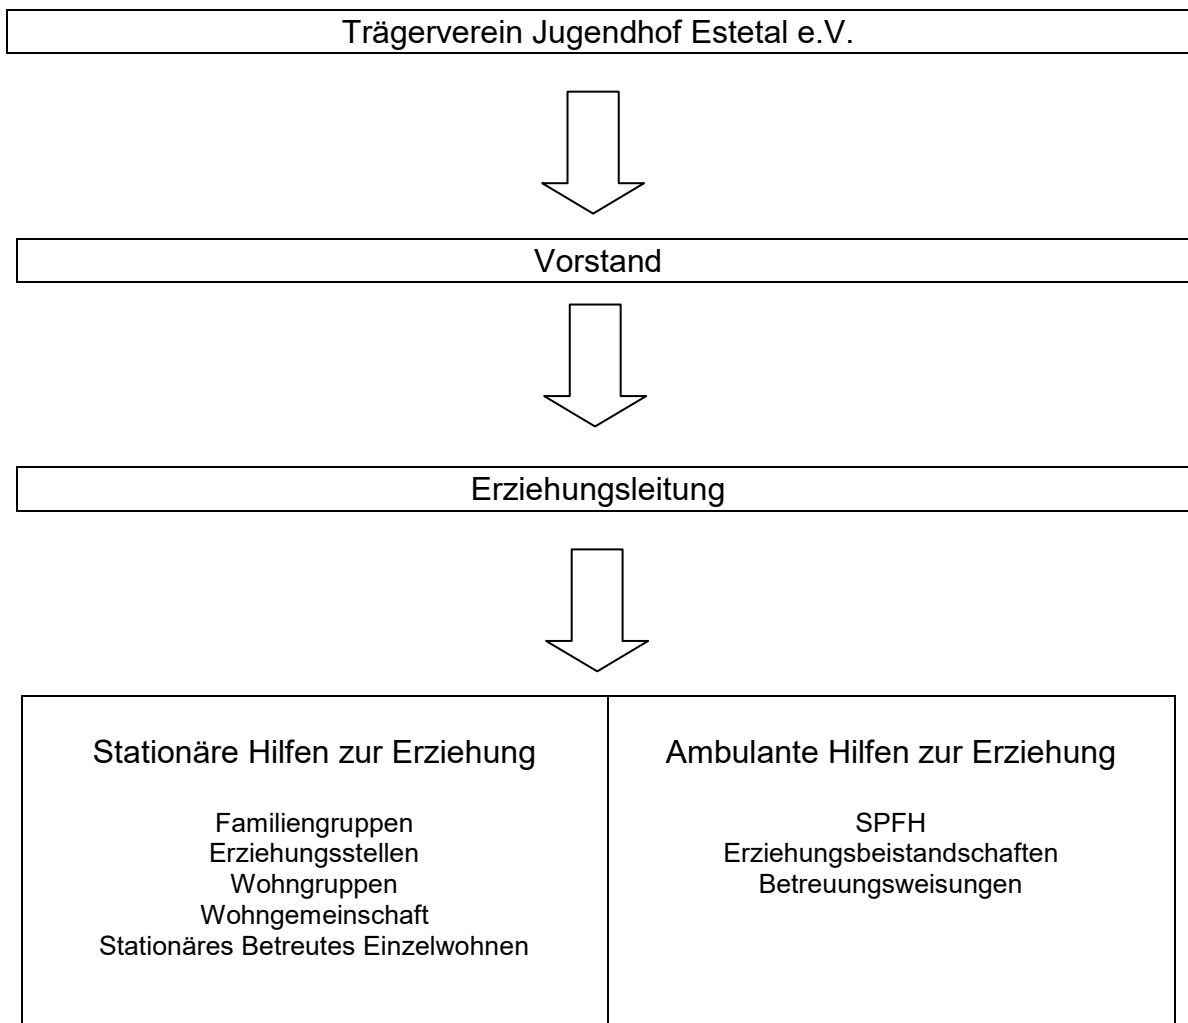 Trägerverein Jugendhof Estetal e.V.
Vorstand
Erziehungsleitung
Stationäre Hilfen zur Erziehung
Familiengruppen
Erziehungsstellen
Wohngruppen
Wohngemeinschaft
Stationäres Betreutes Einzelwohnen
Ambulante Hilfen zur Erziehung
SPFH
Erziehungsbeistandschaften
Betreuungsweisungen